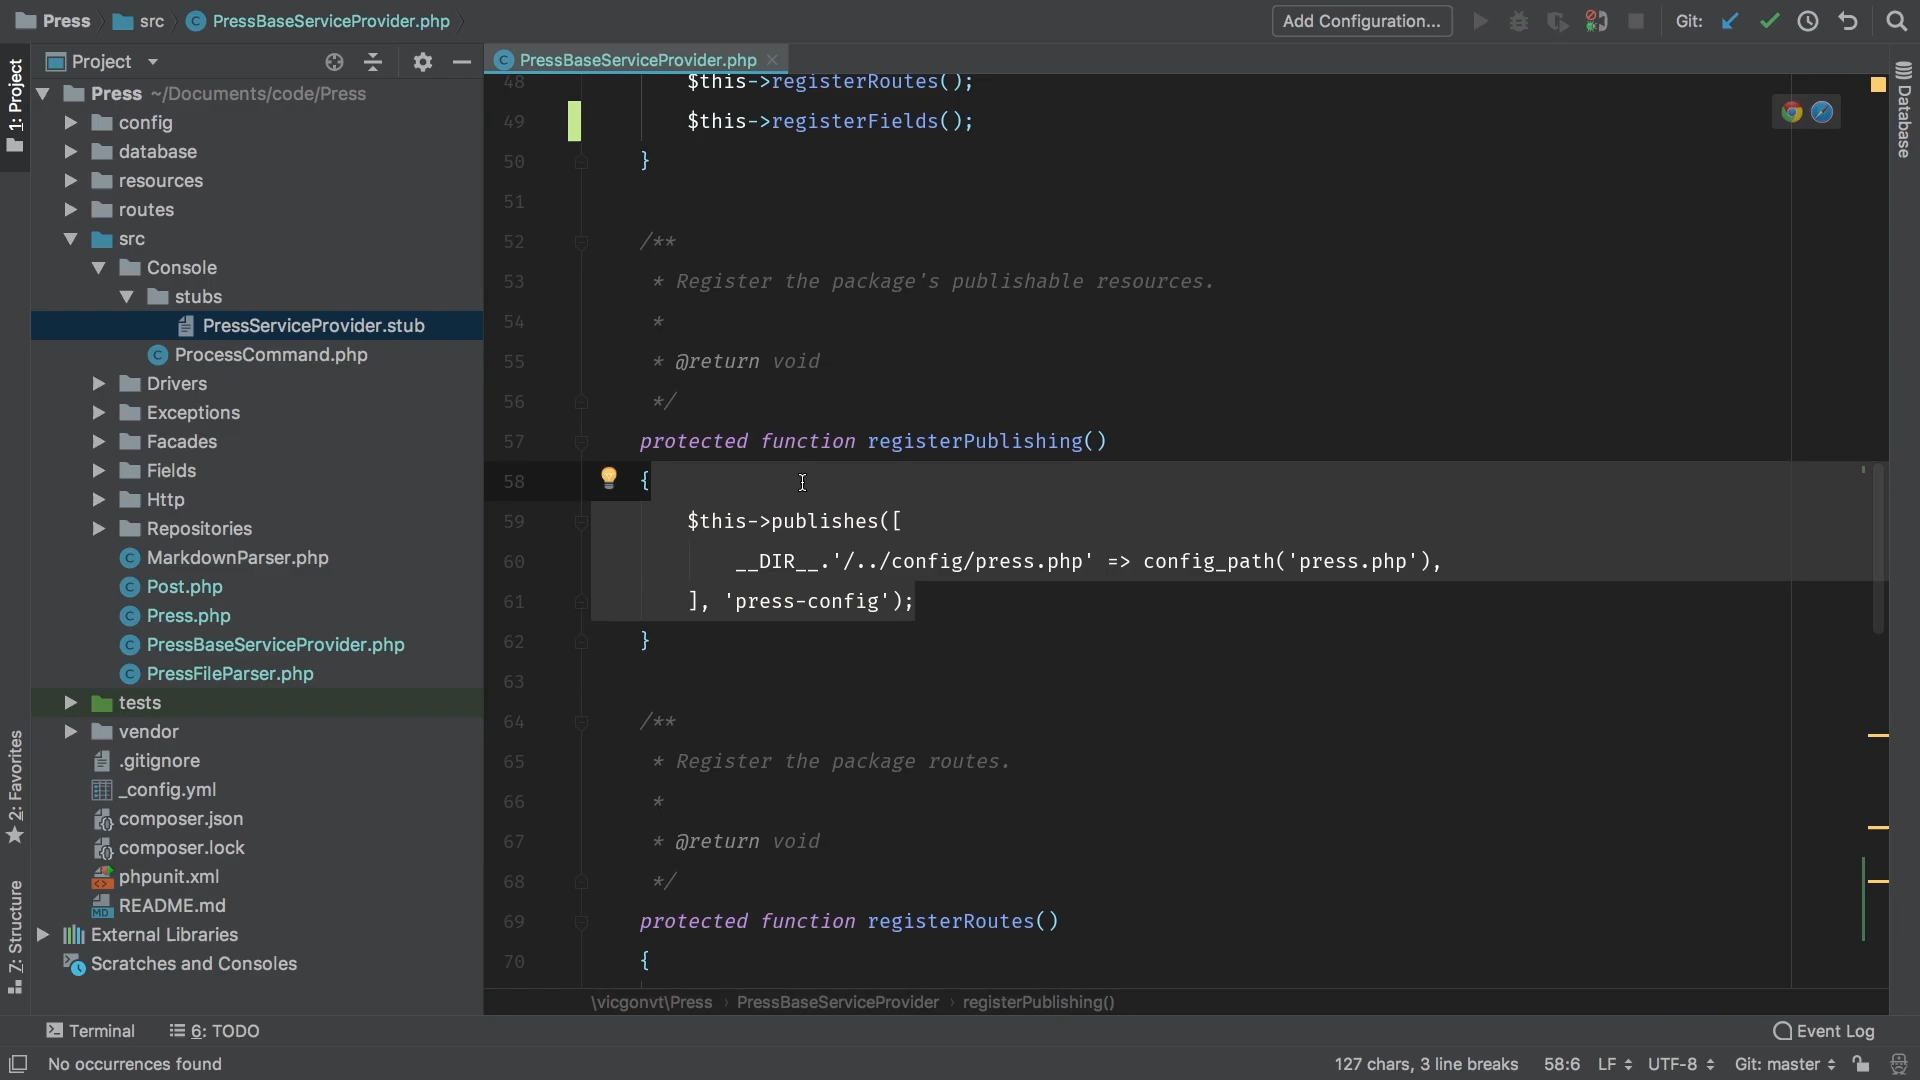 Press
src
PressBaseServiceProvider.php
Add Configuration...
Git:
1: Project
2: Favorites
7: Structure
Project
Press ~/Documents/code/Press
config
database
resources
routes
src
Console
stubs
PressServiceProvider.stub
ProcessCommand.php
Drivers
Exceptions
Facades
Fields
Http
Repositories
MarkdownParser.php
Post.php
Press.php
PressBaseServiceProvider.php
PressFileParser.php
tests
vendor
.gitignore
_config.yml
composer.json
composer.lock
phpunit.xml
README.md
External Libraries
Scratches and Consoles
PressBaseServiceProvider.php
48 $this->registerRoutes();
49 $this->registerFields();
50 }
51
52 /**
53 * Register the package's publishable resources.
54 *
55 * @return void
56 */
57 protected function registerPublishing()
58 {
59 $this->publishes([
60 __DIR__.'/../config/press.php' => config_path('press.php'),
61 ], 'press-config');
62 }
63
64 /**
65 * Register the package routes.
66 *
67 * @return void
68 */
69 protected function registerRoutes()
70 {
Database
\vicgonvt\Press › PressBaseServiceProvider › registerPublishing()
Terminal
6: TODO
Event Log
No occurrences found
127 chars, 3 line breaks
58:6
LF
UTF-8
Git: master